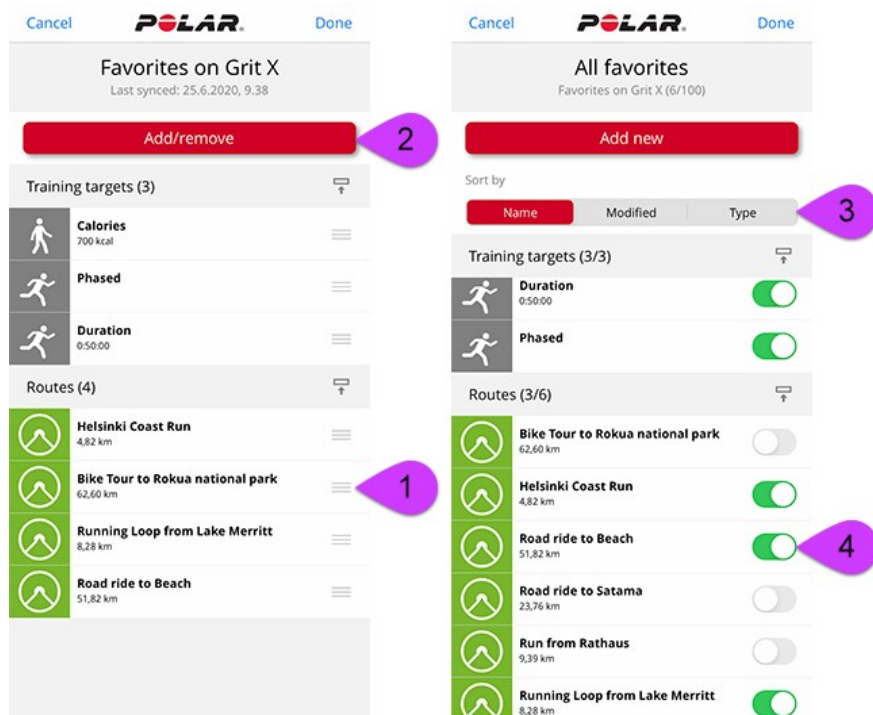 Cancel
POLAR.
Done
Favorites on Grit X
Last synced: 25.6.2020, 9.38
Add/remove
2
Training targets (3)
Calories
700 kcal
Phased
Duration
0:50:00
Routes (4)
Helsinki Coast Run
4,82 km
Bike Tour to Rokua national park
62,60 km
1
Running Loop from Lake Merritt
8,28 km
Road ride to Beach
51,82 km
Cancel
POLAR.
Done
All favorites
Favorites on Grit X (6/100)
Add new
Sort by
Name Modified Type
3
Training targets (3/3)
Duration
0:50:00
Phased
Routes (3/6)
Bike Tour to Rokua national park
62,60 km
Helsinki Coast Run
4,82 km
Road ride to Beach
51,82 km
4
Road ride to Satama
23,76 km
Run from Rathaus
9,39 km
Running Loop from Lake Merritt
8,28 km